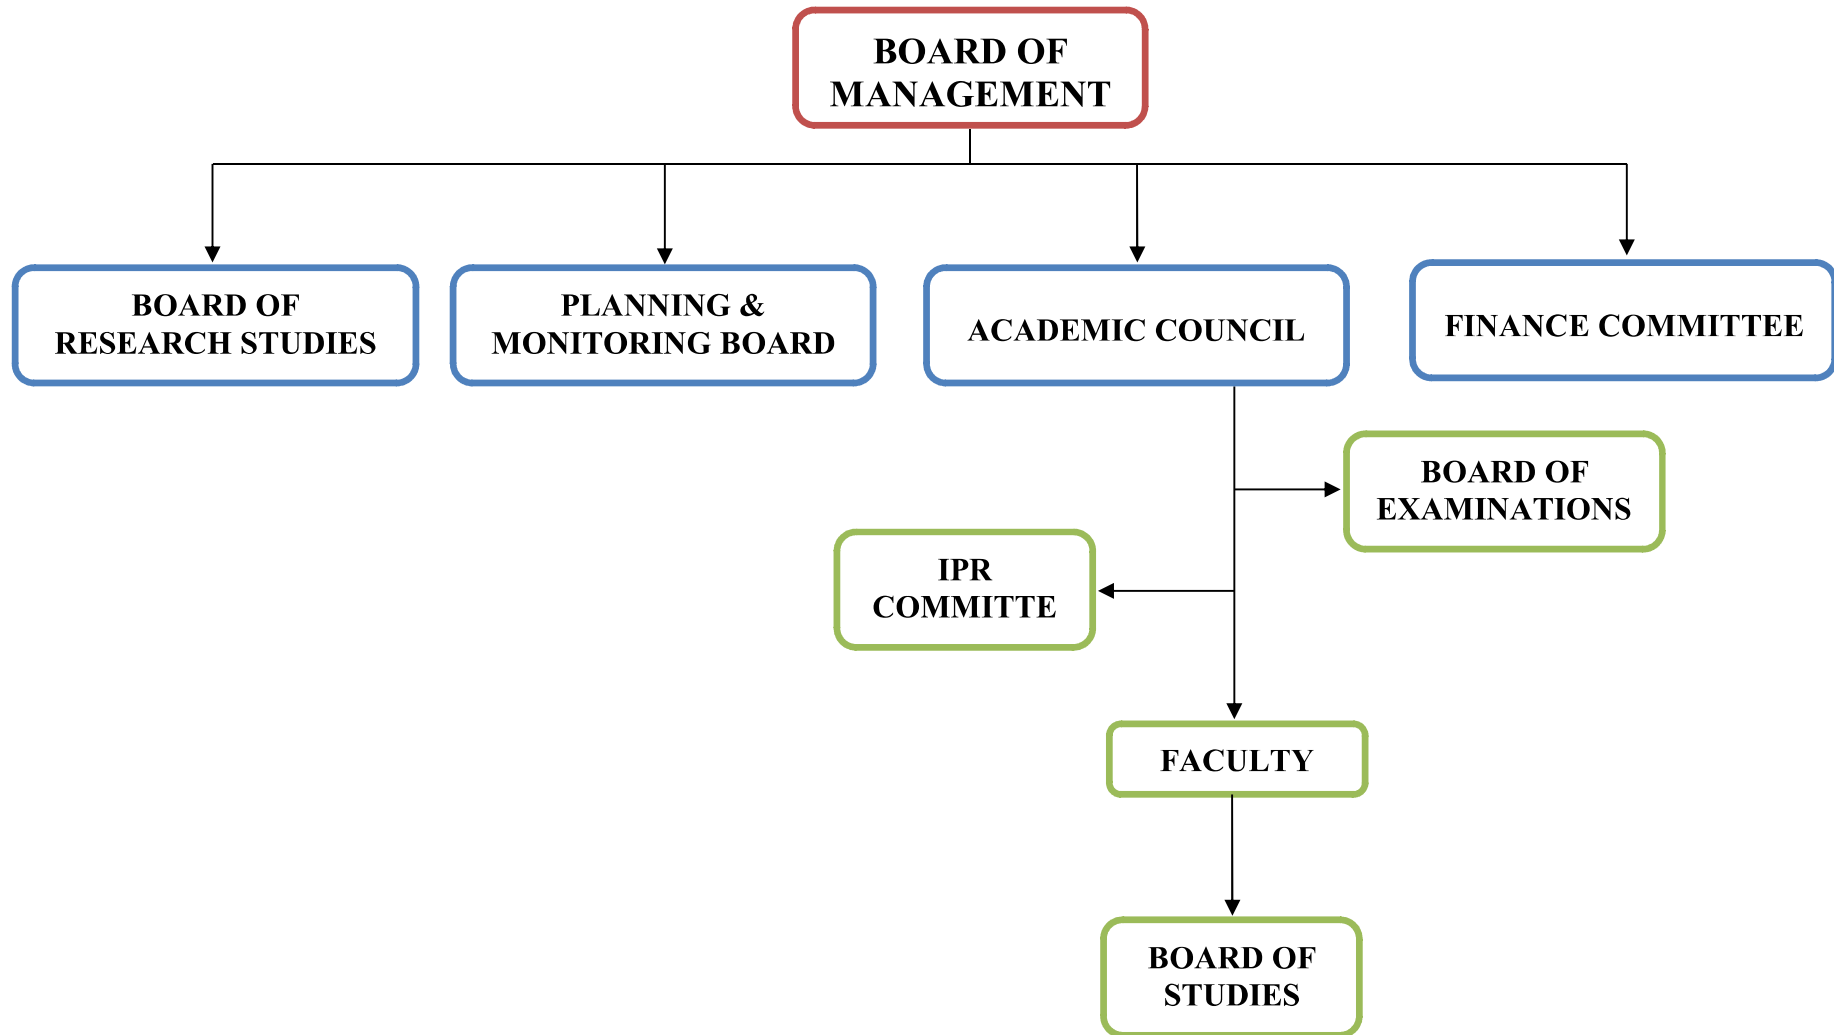 BOARD OF
MANAGEMENT
BOARD OF
RESEARCH STUDIES
PLANNING &
MONITORING BOARD
ACADEMIC COUNCIL
FINANCE COMMITTEE
BOARD OF
EXAMINATIONS
IPR
COMMITTE
FACULTY
BOARD OF
STUDIES